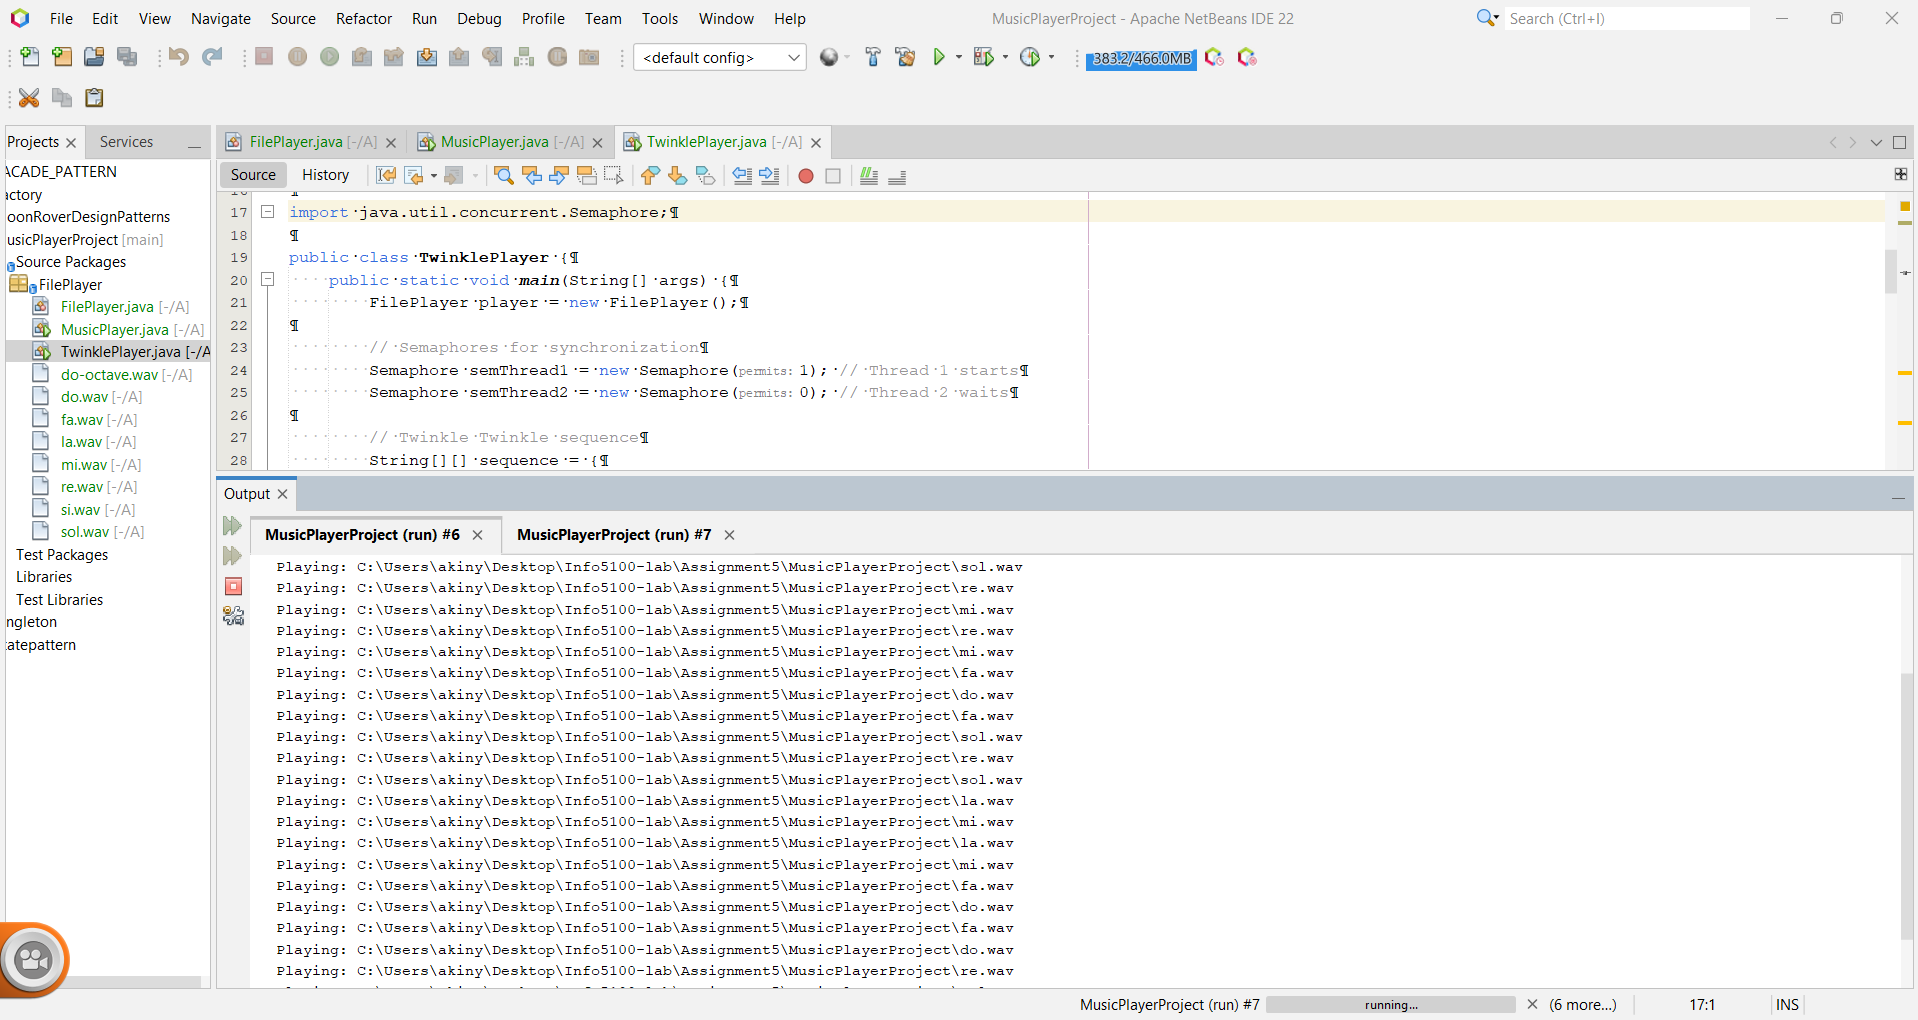 File Edit View Navigate Source Refactor Run Debug Profile Team Tools Window Help
MusicPlayerProject - Apache NetBeans IDE 22
Search (Ctrl+I)
<default config>
383.2/466.0MB
Projects Services
FilePlayer.java [-/A] MusicPlayer.java [-/A] TwinklePlayer.java [-/A]
Source History
ACADE_PATTERN
actory
oonRoverDesignPatterns
usicPlayerProject [main]
Source Packages
FilePlayer
FilePlayer.java [-/A]
MusicPlayer.java [-/A]
TwinklePlayer.java [-/A
do-octave.wav [-/A]
do.wav [-/A]
fa.wav [-/A]
la.wav [-/A]
mi.wav [-/A]
re.wav [-/A]
si.wav [-/A]
sol.wav [-/A]
Test Packages
Libraries
Test Libraries
ngleton
tatepattern
17 import·java.util.concurrent.Semaphore;¶
18 ¶
19 public·class·TwinklePlayer·{¶
20 ····public·static·void·main(String[]·args)·{¶
21 ········FilePlayer·player·=·new·FilePlayer();¶
22 ¶
23 ········//·Semaphores·for·synchronization¶
24 ········Semaphore·semThread1·=·new·Semaphore(permits: 1);·//·Thread·1·starts¶
25 ········Semaphore·semThread2·=·new·Semaphore(permits: 0);·//·Thread·2·waits¶
26 ¶
27 ········//·Twinkle·Twinkle·sequence¶
28 ········String[][]·sequence·=·{¶
Output
MusicPlayerProject (run) #6 MusicPlayerProject (run) #7
Playing: C:\Users\akiny\Desktop\Info5100-lab\Assignment5\MusicPlayerProject\sol.wav
Playing: C:\Users\akiny\Desktop\Info5100-lab\Assignment5\MusicPlayerProject\re.wav
Playing: C:\Users\akiny\Desktop\Info5100-lab\Assignment5\MusicPlayerProject\mi.wav
Playing: C:\Users\akiny\Desktop\Info5100-lab\Assignment5\MusicPlayerProject\re.wav
Playing: C:\Users\akiny\Desktop\Info5100-lab\Assignment5\MusicPlayerProject\mi.wav
Playing: C:\Users\akiny\Desktop\Info5100-lab\Assignment5\MusicPlayerProject\fa.wav
Playing: C:\Users\akiny\Desktop\Info5100-lab\Assignment5\MusicPlayerProject\do.wav
Playing: C:\Users\akiny\Desktop\Info5100-lab\Assignment5\MusicPlayerProject\fa.wav
Playing: C:\Users\akiny\Desktop\Info5100-lab\Assignment5\MusicPlayerProject\sol.wav
Playing: C:\Users\akiny\Desktop\Info5100-lab\Assignment5\MusicPlayerProject\re.wav
Playing: C:\Users\akiny\Desktop\Info5100-lab\Assignment5\MusicPlayerProject\sol.wav
Playing: C:\Users\akiny\Desktop\Info5100-lab\Assignment5\MusicPlayerProject\la.wav
Playing: C:\Users\akiny\Desktop\Info5100-lab\Assignment5\MusicPlayerProject\mi.wav
Playing: C:\Users\akiny\Desktop\Info5100-lab\Assignment5\MusicPlayerProject\la.wav
Playing: C:\Users\akiny\Desktop\Info5100-lab\Assignment5\MusicPlayerProject\mi.wav
Playing: C:\Users\akiny\Desktop\Info5100-lab\Assignment5\MusicPlayerProject\fa.wav
Playing: C:\Users\akiny\Desktop\Info5100-lab\Assignment5\MusicPlayerProject\do.wav
Playing: C:\Users\akiny\Desktop\Info5100-lab\Assignment5\MusicPlayerProject\fa.wav
Playing: C:\Users\akiny\Desktop\Info5100-lab\Assignment5\MusicPlayerProject\do.wav
Playing: C:\Users\akiny\Desktop\Info5100-lab\Assignment5\MusicPlayerProject\re.wav
MusicPlayerProject (run) #7 running... (6 more...) 17:1 INS